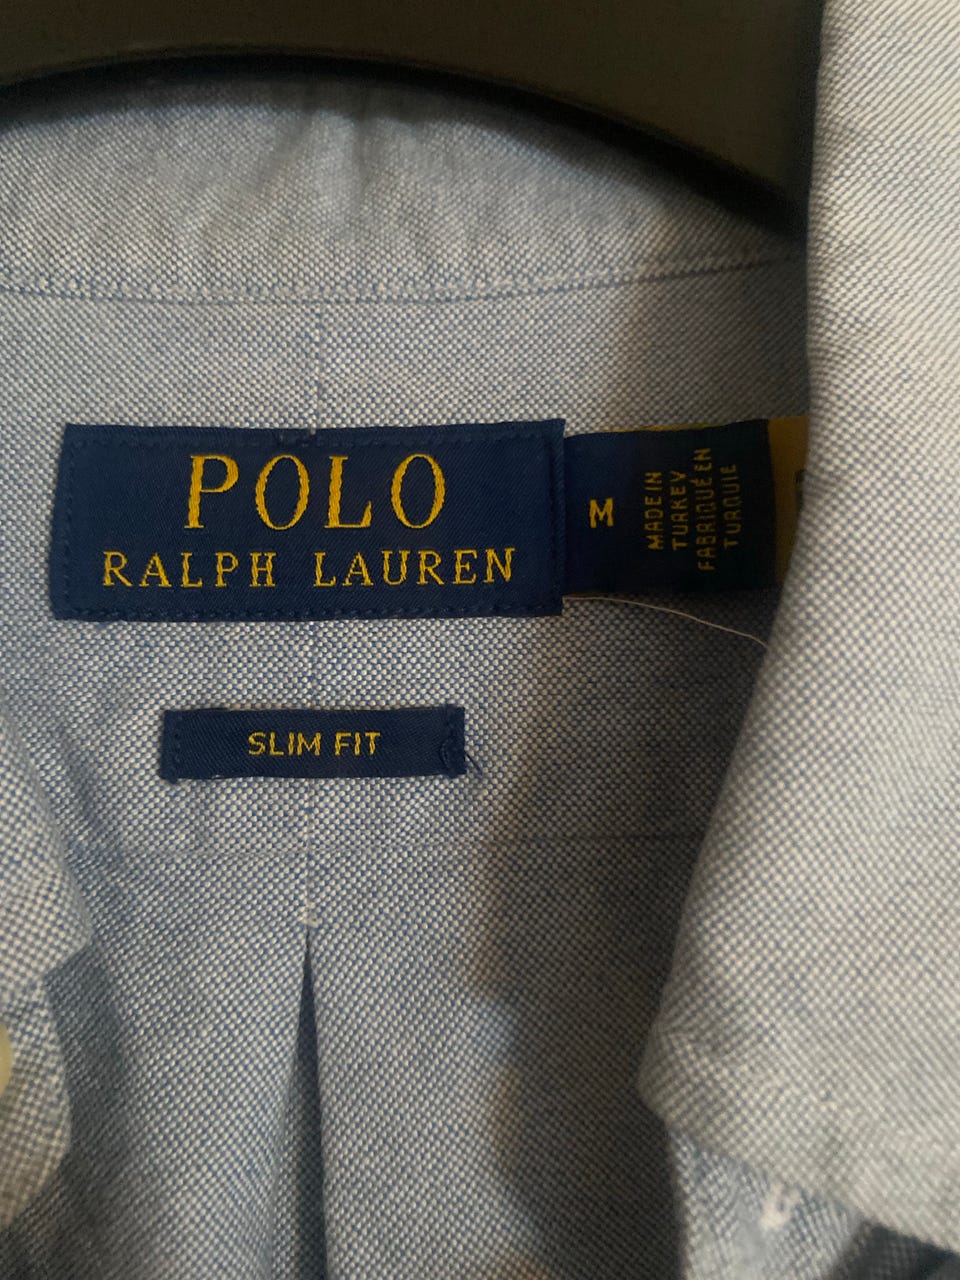 POLO
RALPH LAUREN
M
MADE IN
TURKEY
FABRIQUÉ EN
TURQUIE
SLIM FIT